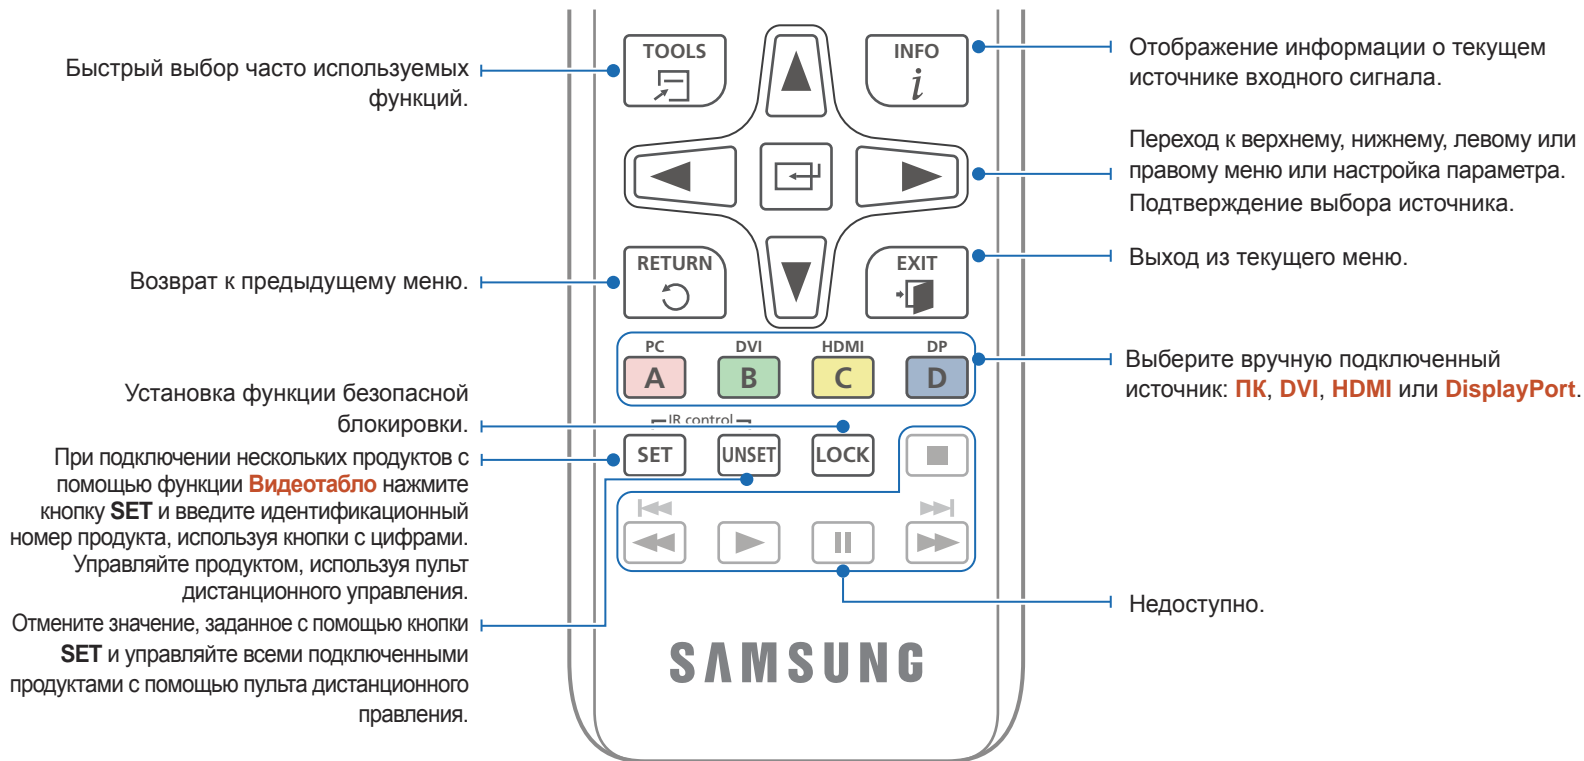 TOOLS
INFO
i
Быстрый выбор часто используемых
функций.
Отображение информации о текущем
источнике входного сигнала.
Переход к верхнему, нижнему, левому или
правому меню или настройка параметра.
Подтверждение выбора источника.
RETURN
EXIT
Возврат к предыдущему меню.
Выход из текущего меню.
PC
DVI
HDMI
DP
A
B
C
D
Выберите вручную подключенный
источник: ПК, DVI, HDMI или DisplayPort.
Установка функции безопасной
блокировки.
IR control
SET
UNSET
LOCK
При подключении нескольких продуктов с
помощью функции Видеотабло нажмите
кнопку SET и введите идентификационный
номер продукта, используя кнопки с цифрами.
Управляйте продуктом, используя пульт
дистанционного управления.
Недоступно.
Отмените значение, заданное с помощью кнопки
SET и управляйте всеми подключенными
продуктами с помощью пульта дистанционного
правления.
SAMSUNG